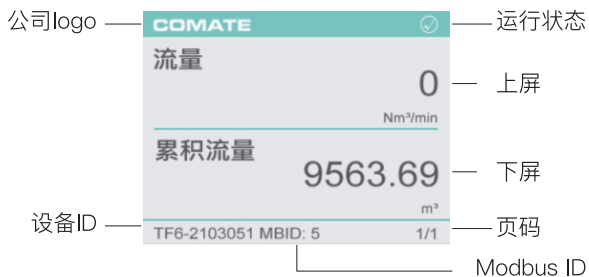 公司logo COMATE 运行状态
流量
0 上屏
Nm³/min
累积流量
9563.69 下屏
m³
设备ID TF6-2103051 MBID: 5 1/1 页码
Modbus ID